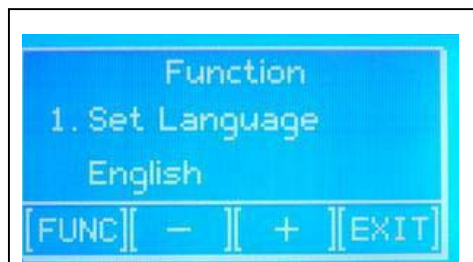 Function
1. Set Language
English
[FUNC][ – ][ + ][EXIT]